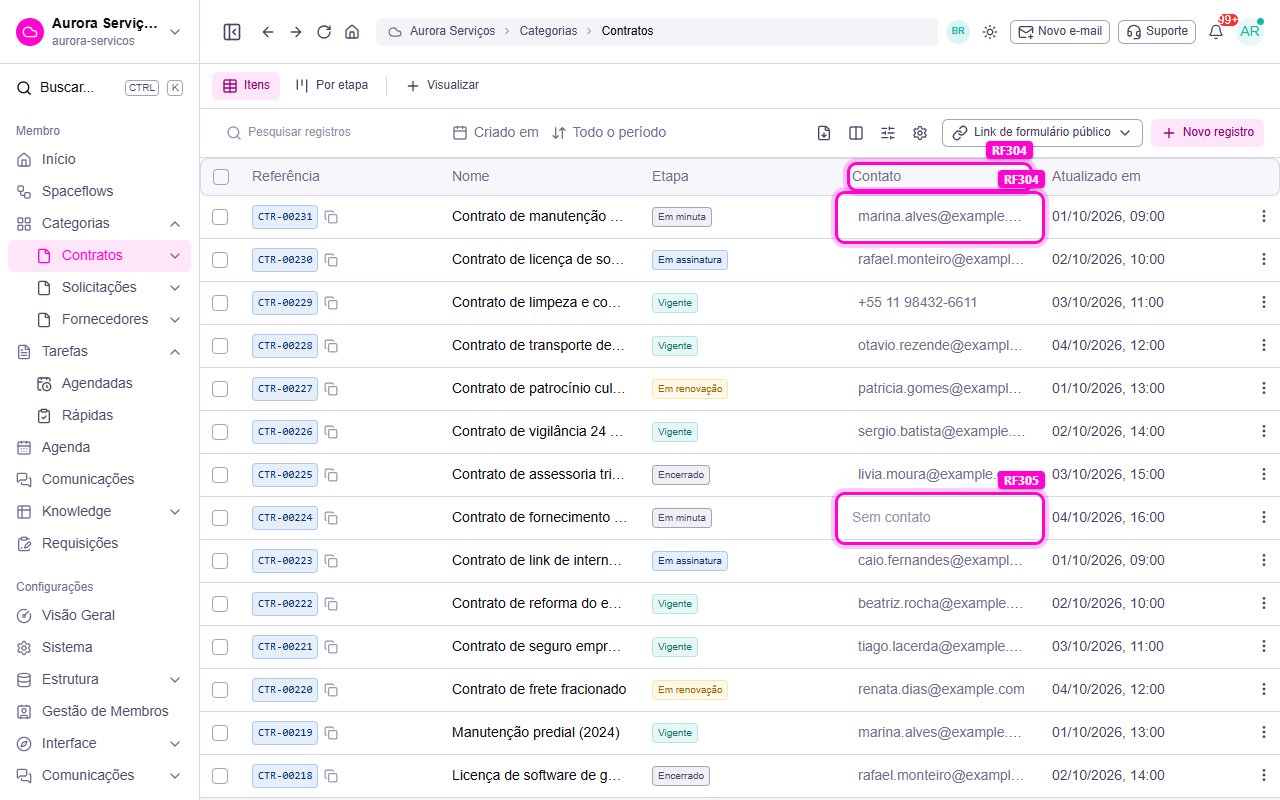 Aurora Serviç...
aurora-servicos
Aurora Serviços > Categorias > Contratos
BR
Novo e-mail
Suporte
99+
AR
Buscar...
CTRL
K
Itens
Por etapa
Visualizar
Pesquisar registros
Criado em
Todo o período
Link de formulário público
Novo registro
Membro
Início
Spaceflows
Categorias
Contratos
Solicitações
Fornecedores
Tarefas
Agendadas
Rápidas
Agenda
Comunicações
Knowledge
Requisições
Configurações
Visão Geral
Sistema
Estrutura
Gestão de Membros
Interface
Comunicações
RF304
Referência Nome Etapa Contato Atualizado em
RF304
CTR-00231 Contrato de manutenção ... Em minuta marina.alves@example.... 01/10/2026, 09:00
CTR-00230 Contrato de licença de so... Em assinatura rafael.monteiro@exampl... 02/10/2026, 10:00
CTR-00229 Contrato de limpeza e co... Vigente +55 11 98432-6611 03/10/2026, 11:00
CTR-00228 Contrato de transporte de... Vigente otavio.rezende@exampl... 04/10/2026, 12:00
CTR-00227 Contrato de patrocínio cul... Em renovação patricia.gomes@exampl... 01/10/2026, 13:00
CTR-00226 Contrato de vigilância 24 ... Vigente sergio.batista@example.... 02/10/2026, 14:00
CTR-00225 Contrato de assessoria tri... Encerrado livia.moura@example. 03/10/2026, 15:00
RF305
CTR-00224 Contrato de fornecimento ... Em minuta Sem contato 04/10/2026, 16:00
CTR-00223 Contrato de link de intern... Em assinatura caio.fernandes@exampl... 01/10/2026, 09:00
CTR-00222 Contrato de reforma do e... Vigente beatriz.rocha@example.... 02/10/2026, 10:00
CTR-00221 Contrato de seguro empr... Vigente tiago.lacerda@example.... 03/10/2026, 11:00
CTR-00220 Contrato de frete fracionado Em renovação renata.dias@example.com 04/10/2026, 12:00
CTR-00219 Manutenção predial (2024) Vigente marina.alves@example.... 01/10/2026, 13:00
CTR-00218 Licença de software de g... Encerrado rafael.monteiro@exampl... 02/10/2026, 14:00